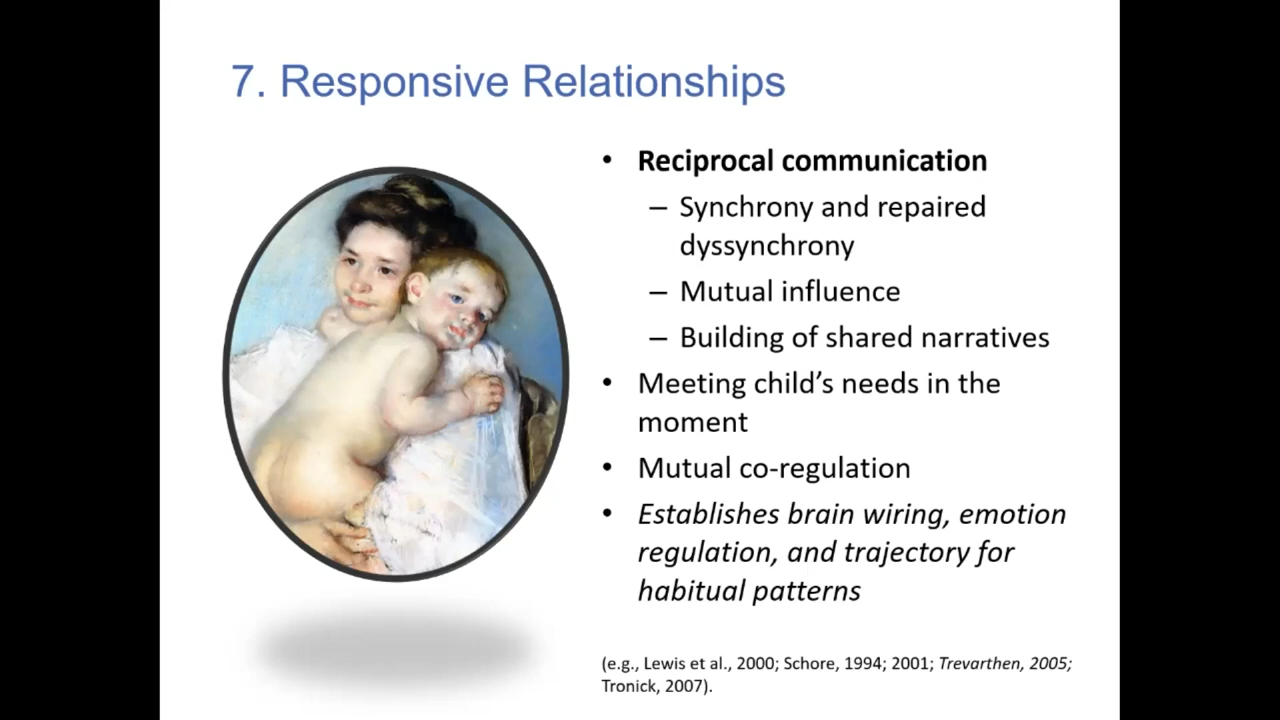 7. Responsive Relationships
• Reciprocal communication
– Synchrony and repaired
dyssynchrony
– Mutual influence
– Building of shared narratives
• Meeting child’s needs in the
moment
• Mutual co-regulation
• Establishes brain wiring, emotion
regulation, and trajectory for
habitual patterns
(e.g., Lewis et al., 2000; Schore, 1994; 2001; Trevarthen, 2005;
Tronick, 2007).